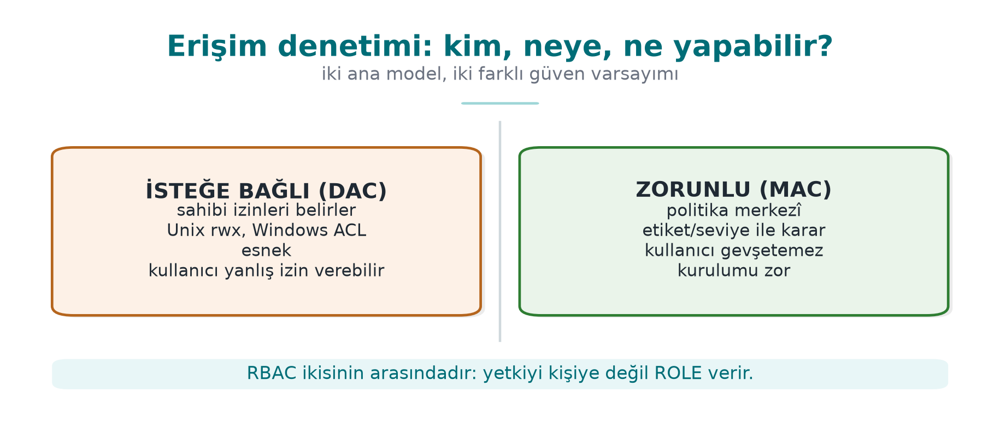 Erişim denetimi: kim, neye, ne yapabilir?
iki ana model, iki farklı güven varsayımı
İSTEĞE BAĞLI (DAC)
sahibi izinleri belirler
Unix rwx, Windows ACL
esnek
kullanıcı yanlış izin verebilir
ZORUNLU (MAC)
politika merkezî
etiket/seviye ile karar
kullanıcı gevşetemez
kurulumu zor
RBAC ikisinin arasındadır: yetkiyi kişiye değil ROLE verir.